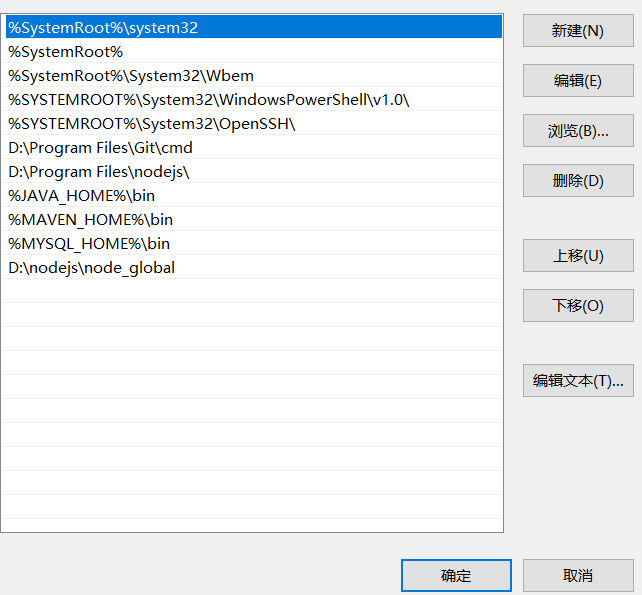 %SystemRoot%\system32
%SystemRoot%
%SystemRoot%\System32\Wbem
%SYSTEMROOT%\System32\WindowsPowerShell\v1.0\
%SYSTEMROOT%\System32\OpenSSH\
D:\Program Files\Git\cmd
D:\Program Files\nodejs\
%JAVA_HOME%\bin
%MAVEN_HOME%\bin
%MYSQL_HOME%\bin
D:\nodejs\node_global
新建(N)
编辑(E)
浏览(B)...
删除(D)
上移(U)
下移(O)
编辑文本(T)...
确定
取消